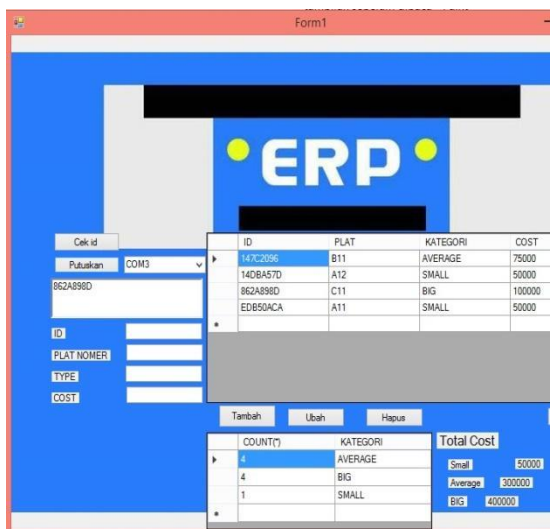 Form1
ERP
Cek id
Putuskan COM3
862A898D
ID
PLAT NOMER
TYPE
COST
ID PLAT KATEGORI COST
147C2096 B11 AVERAGE 75000
14DBA57D A12 SMALL 50000
862A898D C11 BIG 100000
EDB50ACA A11 SMALL 50000
Tambah Ubah Hapus
COUNT(*) KATEGORI
4 AVERAGE
4 BIG
1 SMALL
Total Cost
Small 50000
Average 300000
BIG 400000